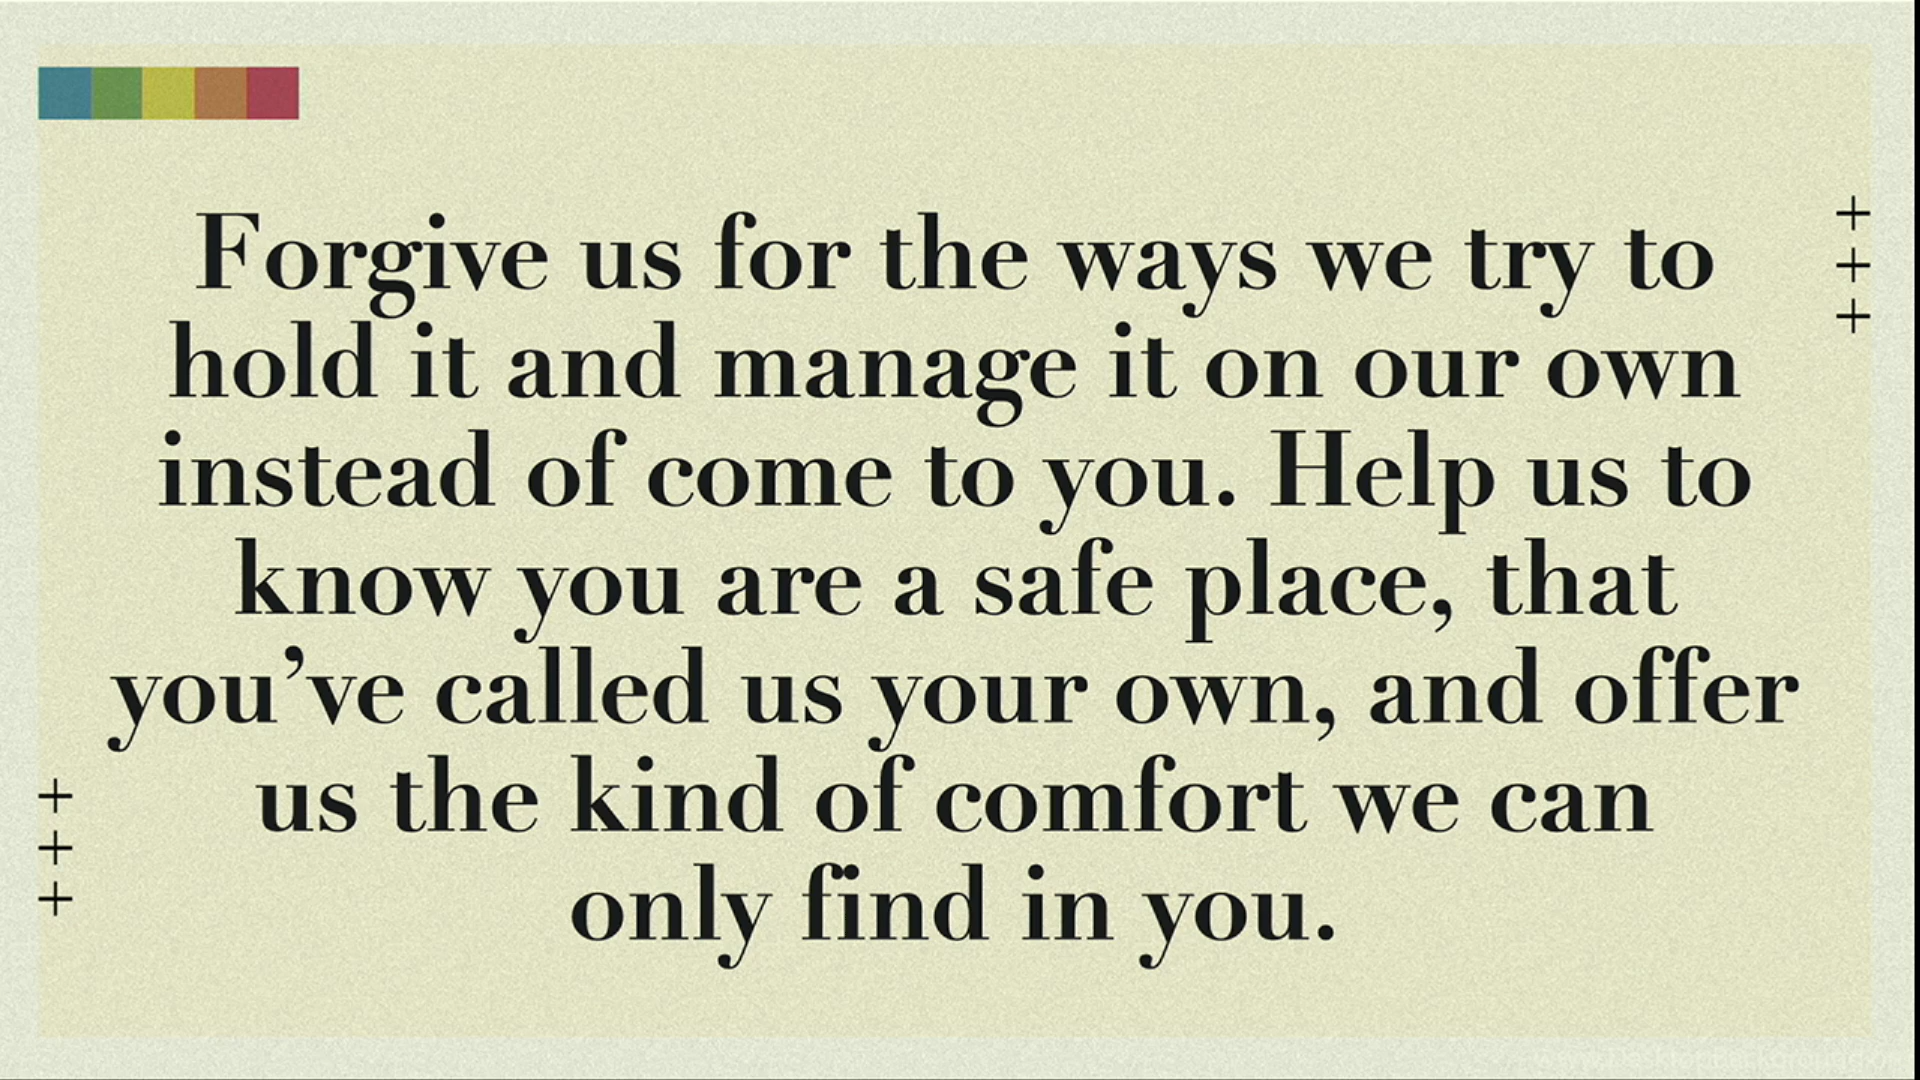 Forgive us for the ways we try to
hold it and manage it on our own
instead of come to you. Help us to
know you are a safe place, that
you’ve called us your own, and offer
us the kind of comfort we can
only find in you.